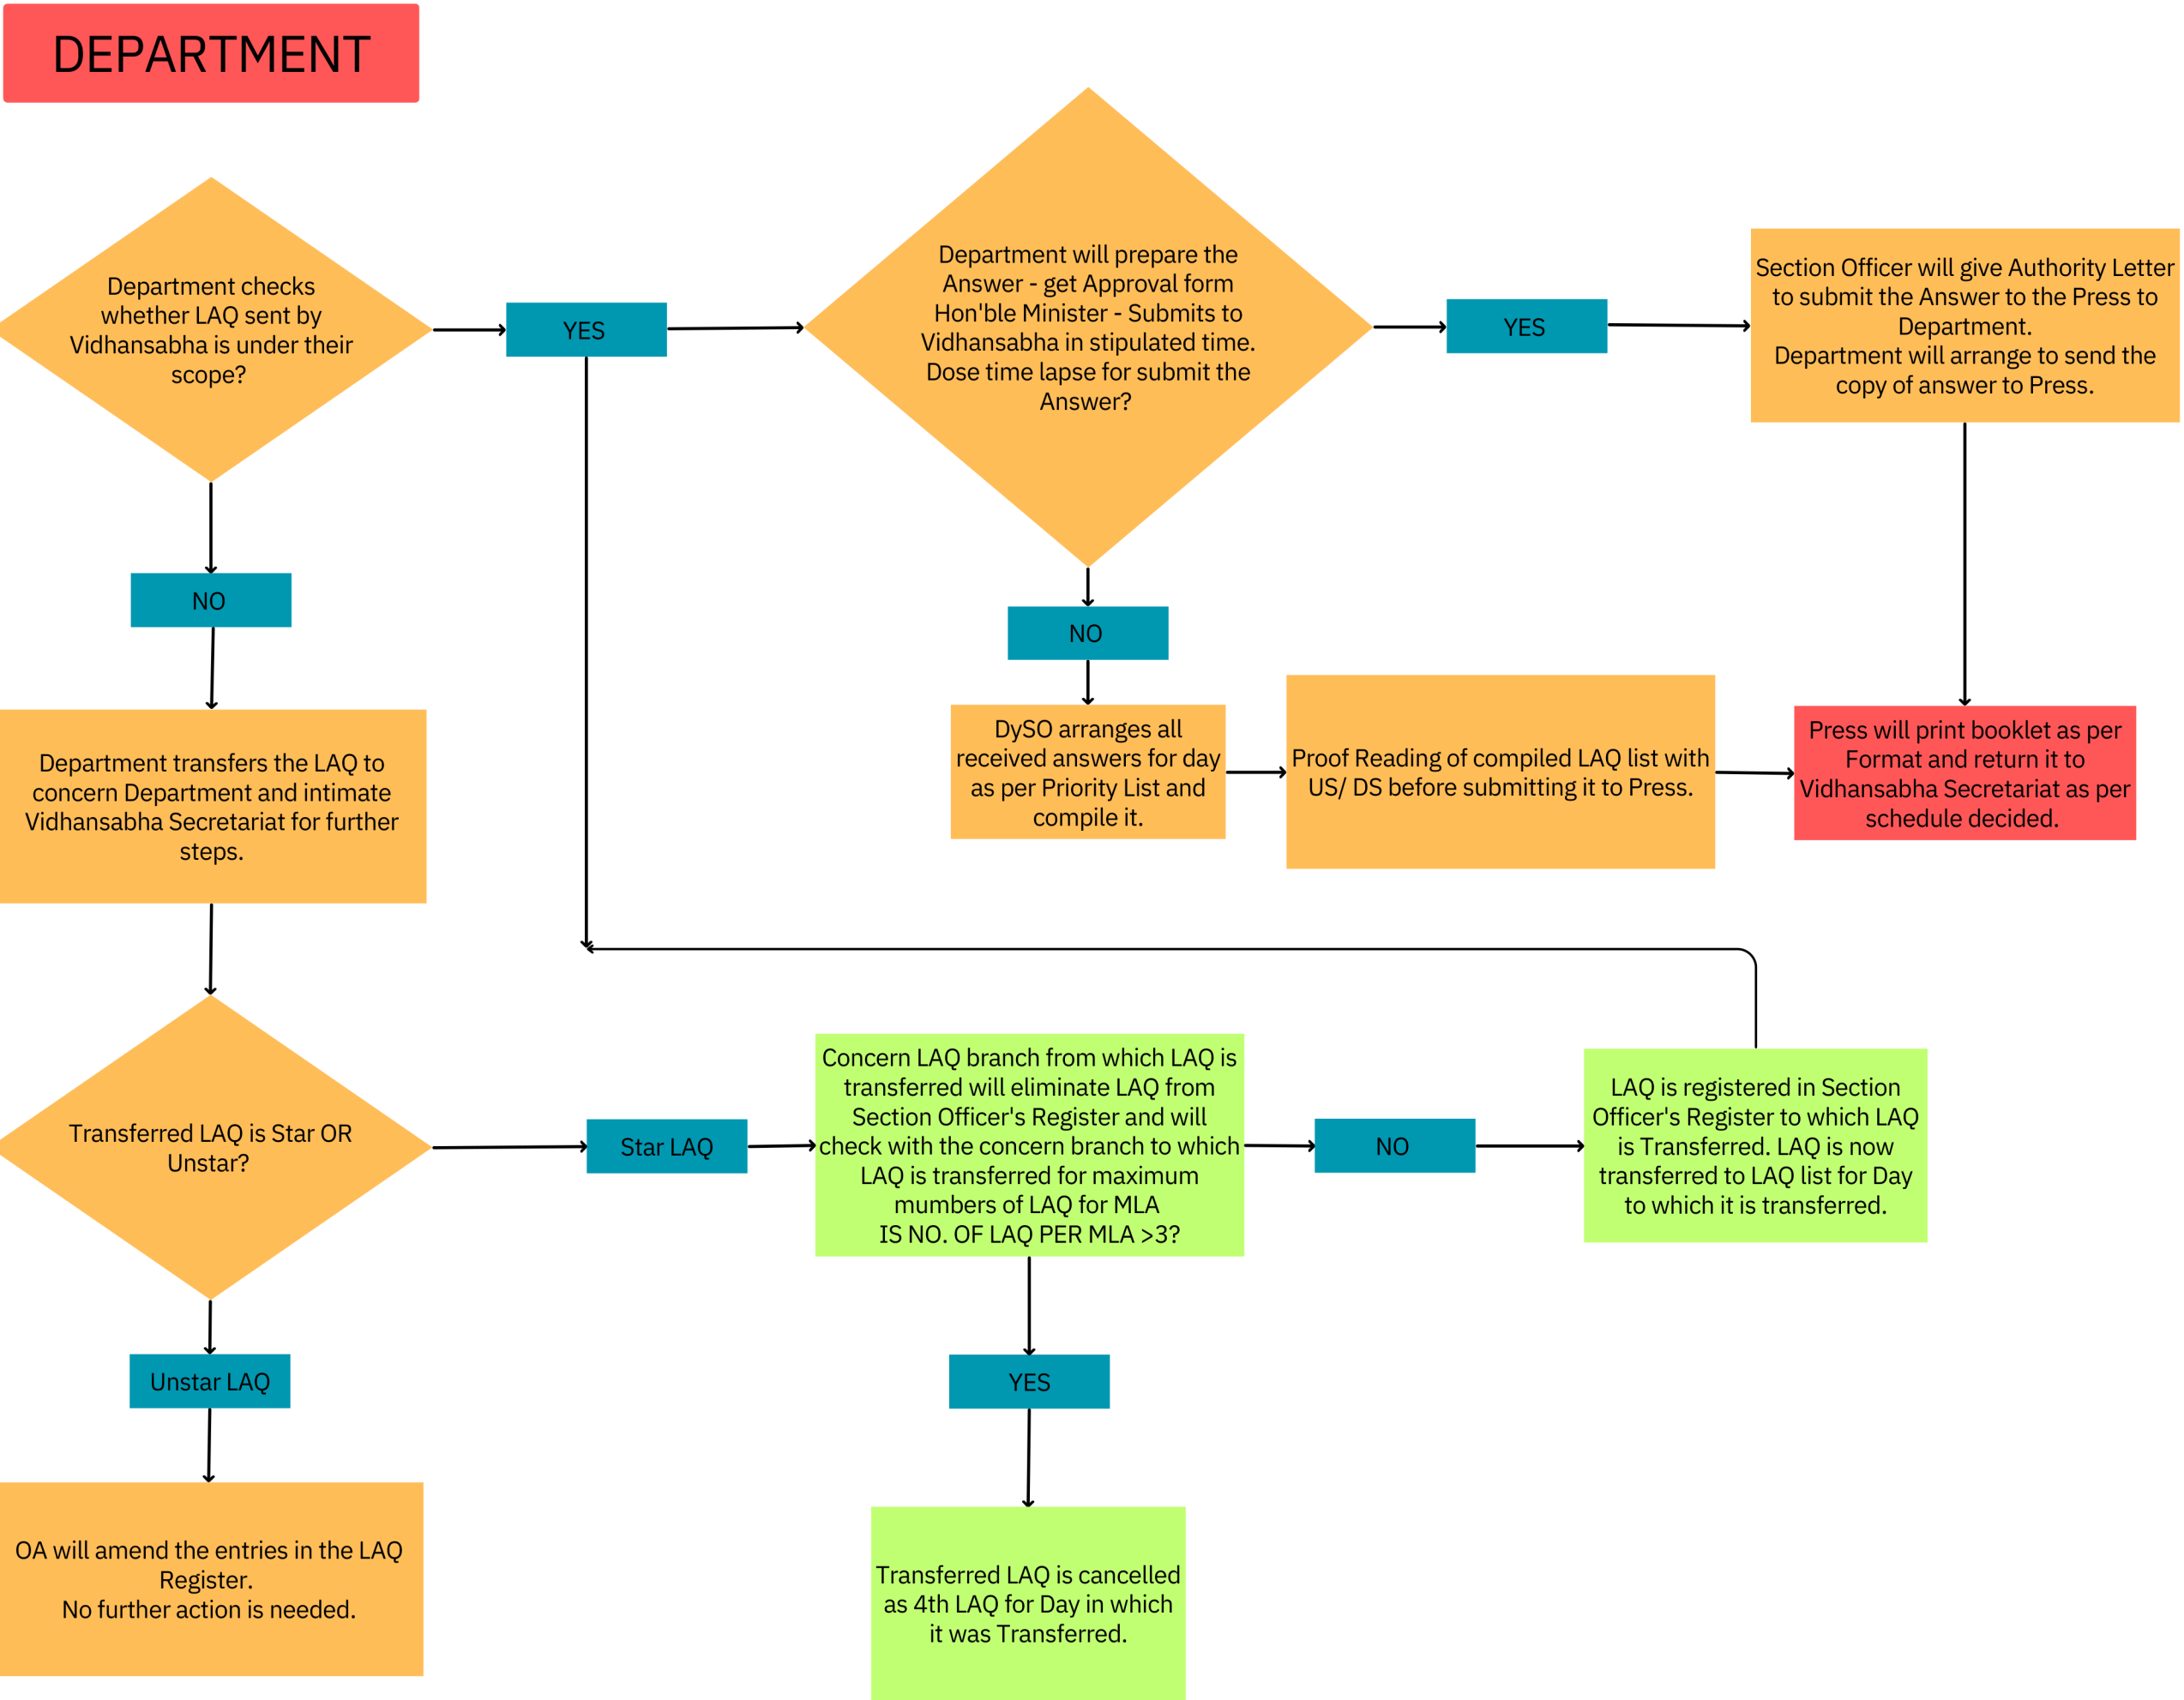 DEPARTMENT
Department checks
whether LAQ sent by
Vidhansabha is under their
scope?
YES
Department will prepare the
Answer - get Approval form
Hon'ble Minister - Submits to
Vidhansabha in stipulated time.
Dose time lapse for submit the
Answer?
YES
Section Officer will give Authority Letter
to submit the Answer to the Press to
Department.
Department will arrange to send the
copy of answer to Press.
NO
NO
Department transfers the LAQ to
concern Department and intimate
Vidhansabha Secretariat for further
steps.
DySO arranges all
received answers for day
as per Priority List and
compile it.
Proof Reading of compiled LAQ list with
US/ DS before submitting it to Press.
Press will print booklet as per
Format and return it to
Vidhansabha Secretariat as per
schedule decided.
Transferred LAQ is Star OR
Unstar?
Star LAQ
Concern LAQ branch from which LAQ is
transferred will eliminate LAQ from
Section Officer's Register and will
check with the concern branch to which
LAQ is transferred for maximum
mumbers of LAQ for MLA
IS NO. OF LAQ PER MLA >3?
NO
LAQ is registered in Section
Officer's Register to which LAQ
is Transferred. LAQ is now
transferred to LAQ list for Day
to which it is transferred.
Unstar LAQ
YES
OA will amend the entries in the LAQ
Register.
No further action is needed.
Transferred LAQ is cancelled
as 4th LAQ for Day in which
it was Transferred.